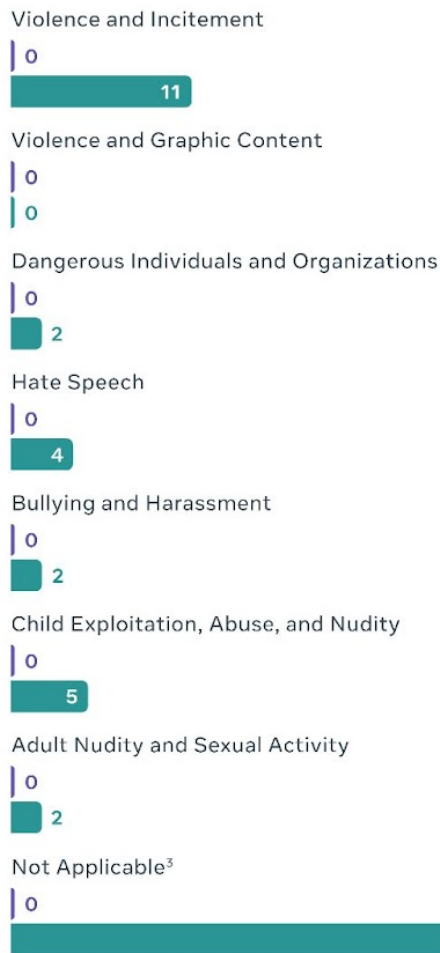 Violence and Incitement
0
11
Violence and Graphic Content
0
0
Dangerous Individuals and Organizations
0
2
Hate Speech
0
4
Bullying and Harassment
0
2
Child Exploitation, Abuse, and Nudity
0
5
Adult Nudity and Sexual Activity
0
2
Not Applicable³
0